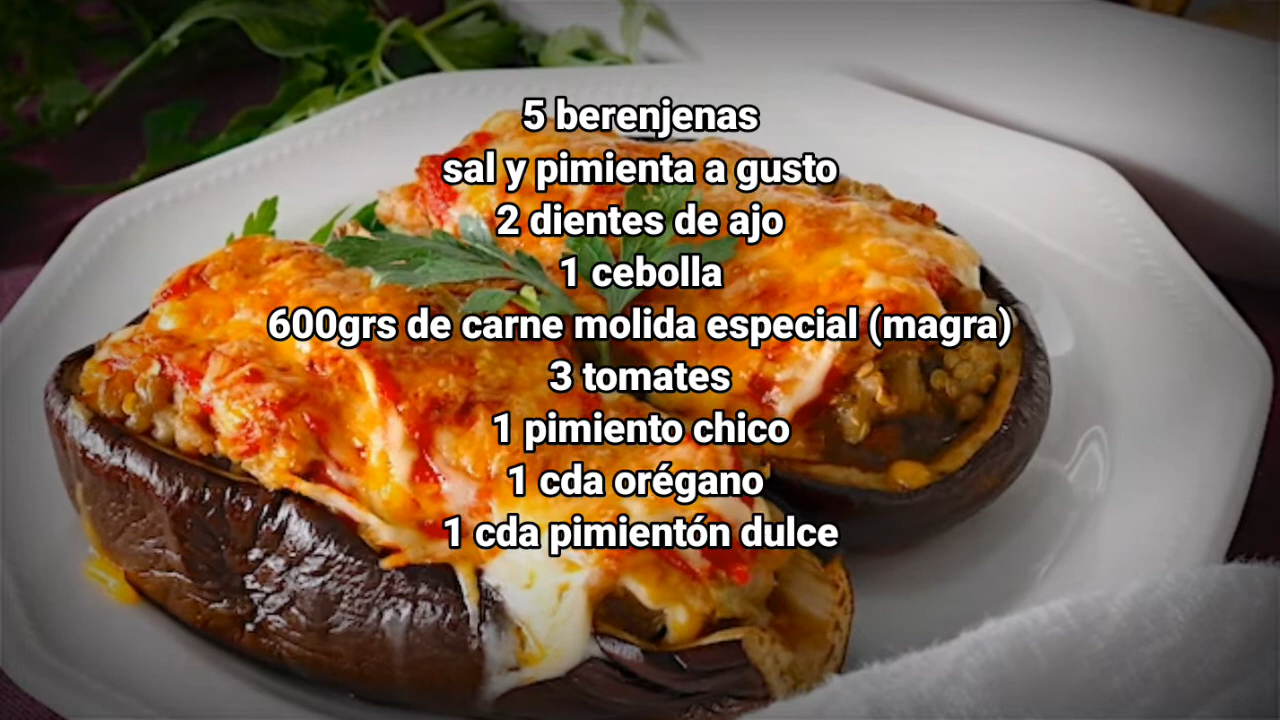 5 berenjenas
sal y pimienta a gusto
2 dientes de ajo
1 cebolla
600grs de carne molida especial (magra)
3 tomates
1 pimiento chico
1 cda orégano
1 cda pimientón dulce